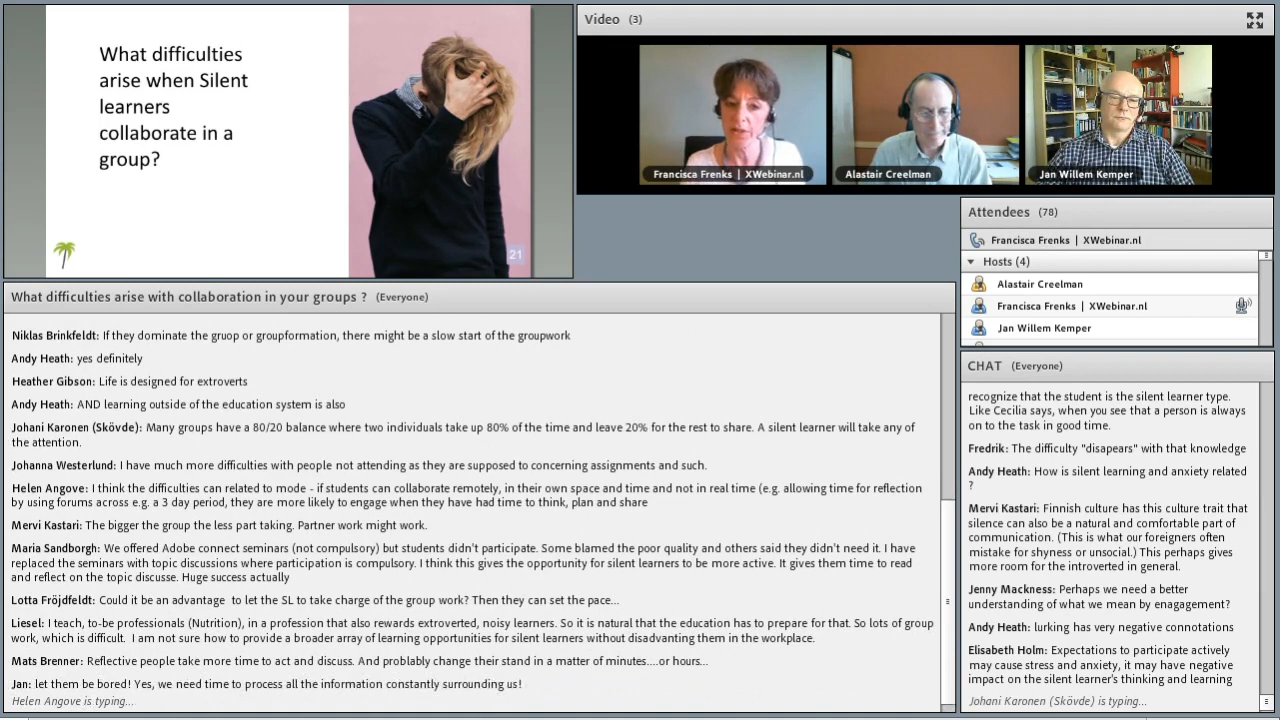 What difficulties
arise when Silent
learners
collaborate in a
group?
21
Video (3)
Francisca Frenks | XWebinar.nl
Alastair Creelman
Jan Willem Kemper
Attendees (78)
Francisca Frenks | XWebinar.nl
Hosts (4)
Alastair Creelman
Francisca Frenks | XWebinar.nl
Jan Willem Kemper
What difficulties arise with collaboration in your groups ? (Everyone)
Niklas Brinkfeldt: If they dominate the gruop or groupformation, there might be a slow start of the groupwork
Andy Heath: yes definitely
Heather Gibson: Life is designed for extroverts
Andy Heath: AND learning outside of the education system is also
Johani Karonen (Skövde): Many groups have a 80/20 balance where two individuals take up 80% of the time and leave 20% for the rest to share. A silent learner will take any of
the attention.
Johanna Westerlund: I have much more difficulties with people not attending as they are supposed to concerning assignments and such.
Helen Angove: I think the difficulties can related to mode - if students can collaborate remotely, in their own space and time and not in real time (e.g. allowing time for reflection
by using forums across e.g. a 3 day period, they are more likely to engage when they have had time to think, plan and share
Mervi Kastari: The bigger the group the less part taking. Partner work might work.
Maria Sandborgh: We offered Adobe connect seminars (not compulsory) but students didn't participate. Some blamed the poor quality and others said they didn't need it. I have
replaced the seminars with topic discussions where participation is compulsory. I think this gives the opportunity for silent learners to be more active. It gives them time to read
and reflect on the topic discusse. Huge success actually
Lotta Fröjdfeldt: Could it be an advantage to let the SL to take charge of the group work? Then they can set the pace...
Liesel: I teach, to-be professionals (Nutrition), in a profession that also rewards extroverted, noisy learners. So it is natural that the education has to prepare for that. So lots of group
work, which is difficult. I am not sure how to provide a broader array of learning opportunities for silent learners without disadvanting them in the workplace.
Mats Brenner: Reflective people take more time to act and discuss. And problably change their stand in a matter of minutes....or hours...
Jan: let them be bored! Yes, we need time to process all the information constantly surrounding us!
Helen Angove is typing...
CHAT (Everyone)
recognize that the student is the silent learner type.
Like Cecilia says, when you see that a person is always
on to the task in good time.
Fredrik: The difficulty "disapears" with that knowledge
Andy Heath: How is silent learning and anxiety related
?
Mervi Kastari: Finnish culture has this culture trait that
silence can also be a natural and comfortable part of
communication. (This is what our foreigners often
mistake for shyness or unsocial.) This perhaps gives
more room for the introverted in general.
Jenny Mackness: Perhaps we need a better
understanding of what we mean by enagagement?
Andy Heath: lurking has very negative connotations
Elisabeth Holm: Expectations to participate actively
may cause stress and anxiety, it may have negative
impact on the silent learner's thinking and learning
Johani Karonen (Skövde) is typing...